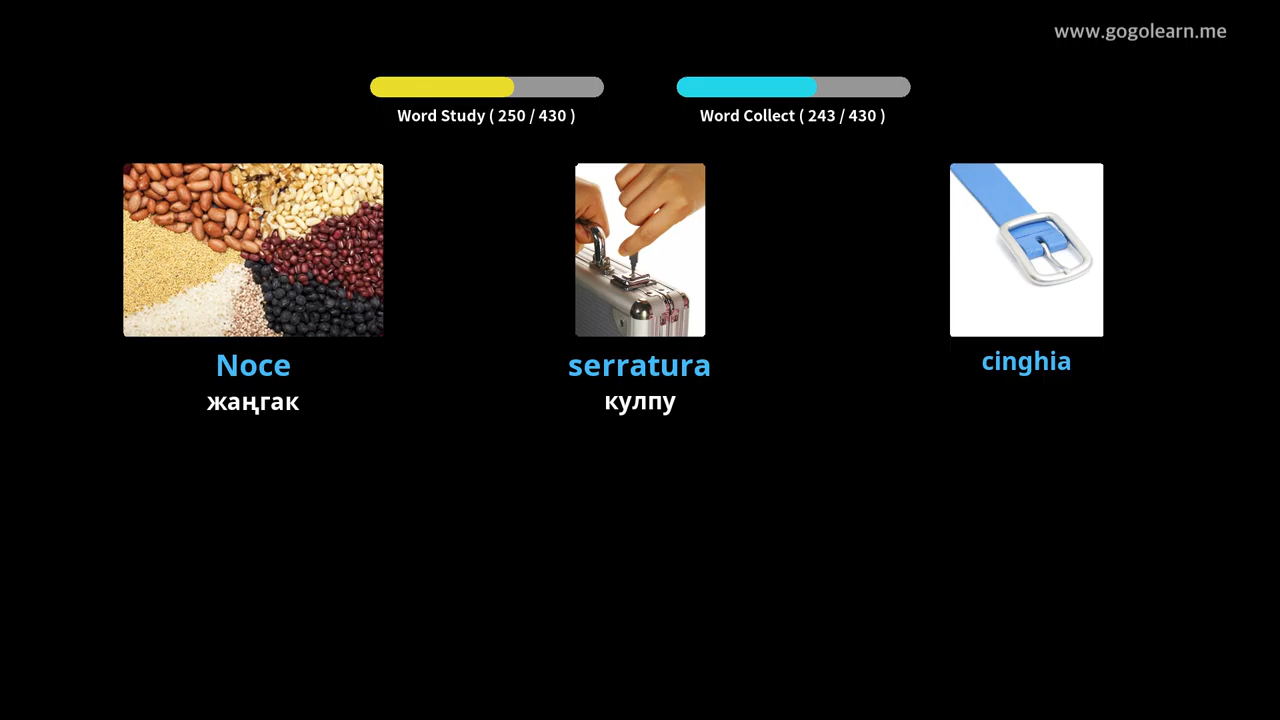 www.gogolearn.me
Word Study ( 250 / 430 )
Word Collect ( 243 / 430 )
Noce
жаңгак
serratura
кулпу
cinghia